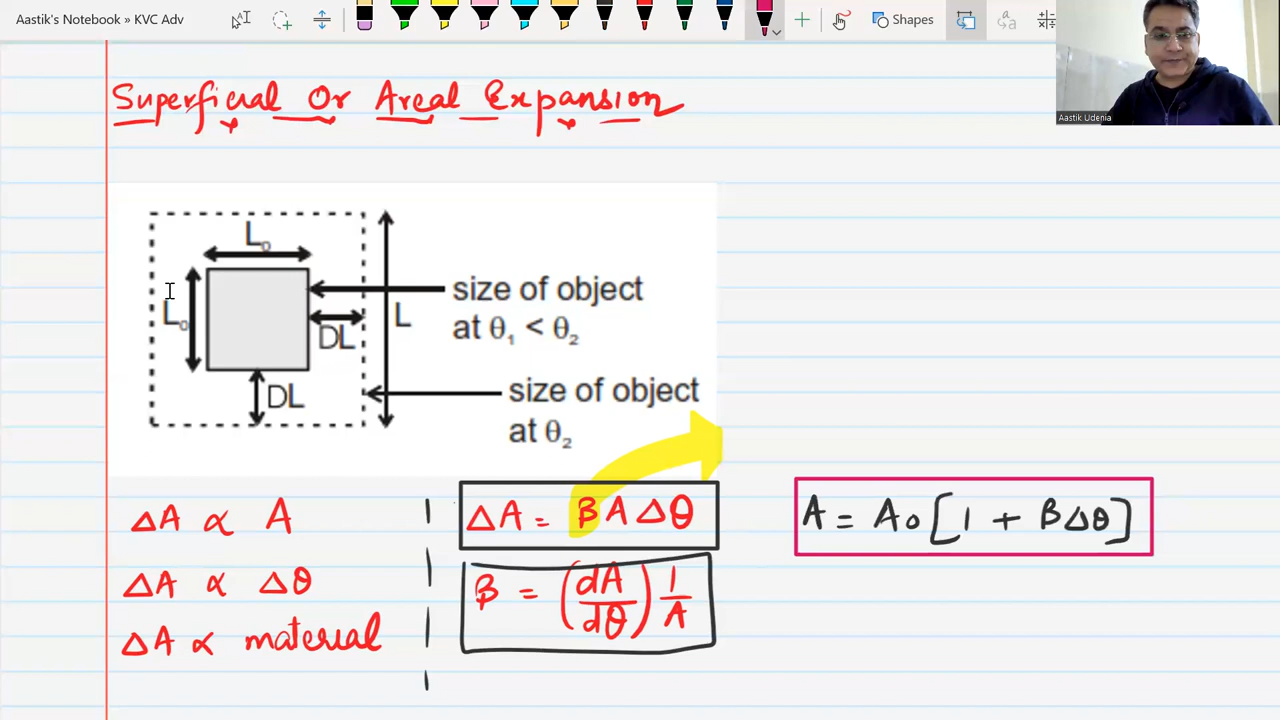 Aastik's Notebook » KVC Adv
Shapes
Aastik Udenia
Superficial Or Areal Expansion
L₀
L₀
DL
L
DL
size of object
at θ₁ < θ₂
size of object
at θ₂
ΔA ∝ A
ΔA ∝ Δθ
ΔA ∝ material
ΔA = βAΔθ
β = (dA/dθ) 1/A
A = A₀[1 + βΔθ]